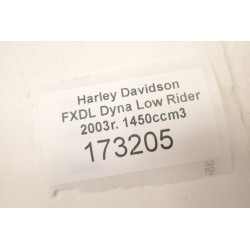 Harley Davidson
FXDL Dyna Low Rider
2003r. 1450ccm3
173205